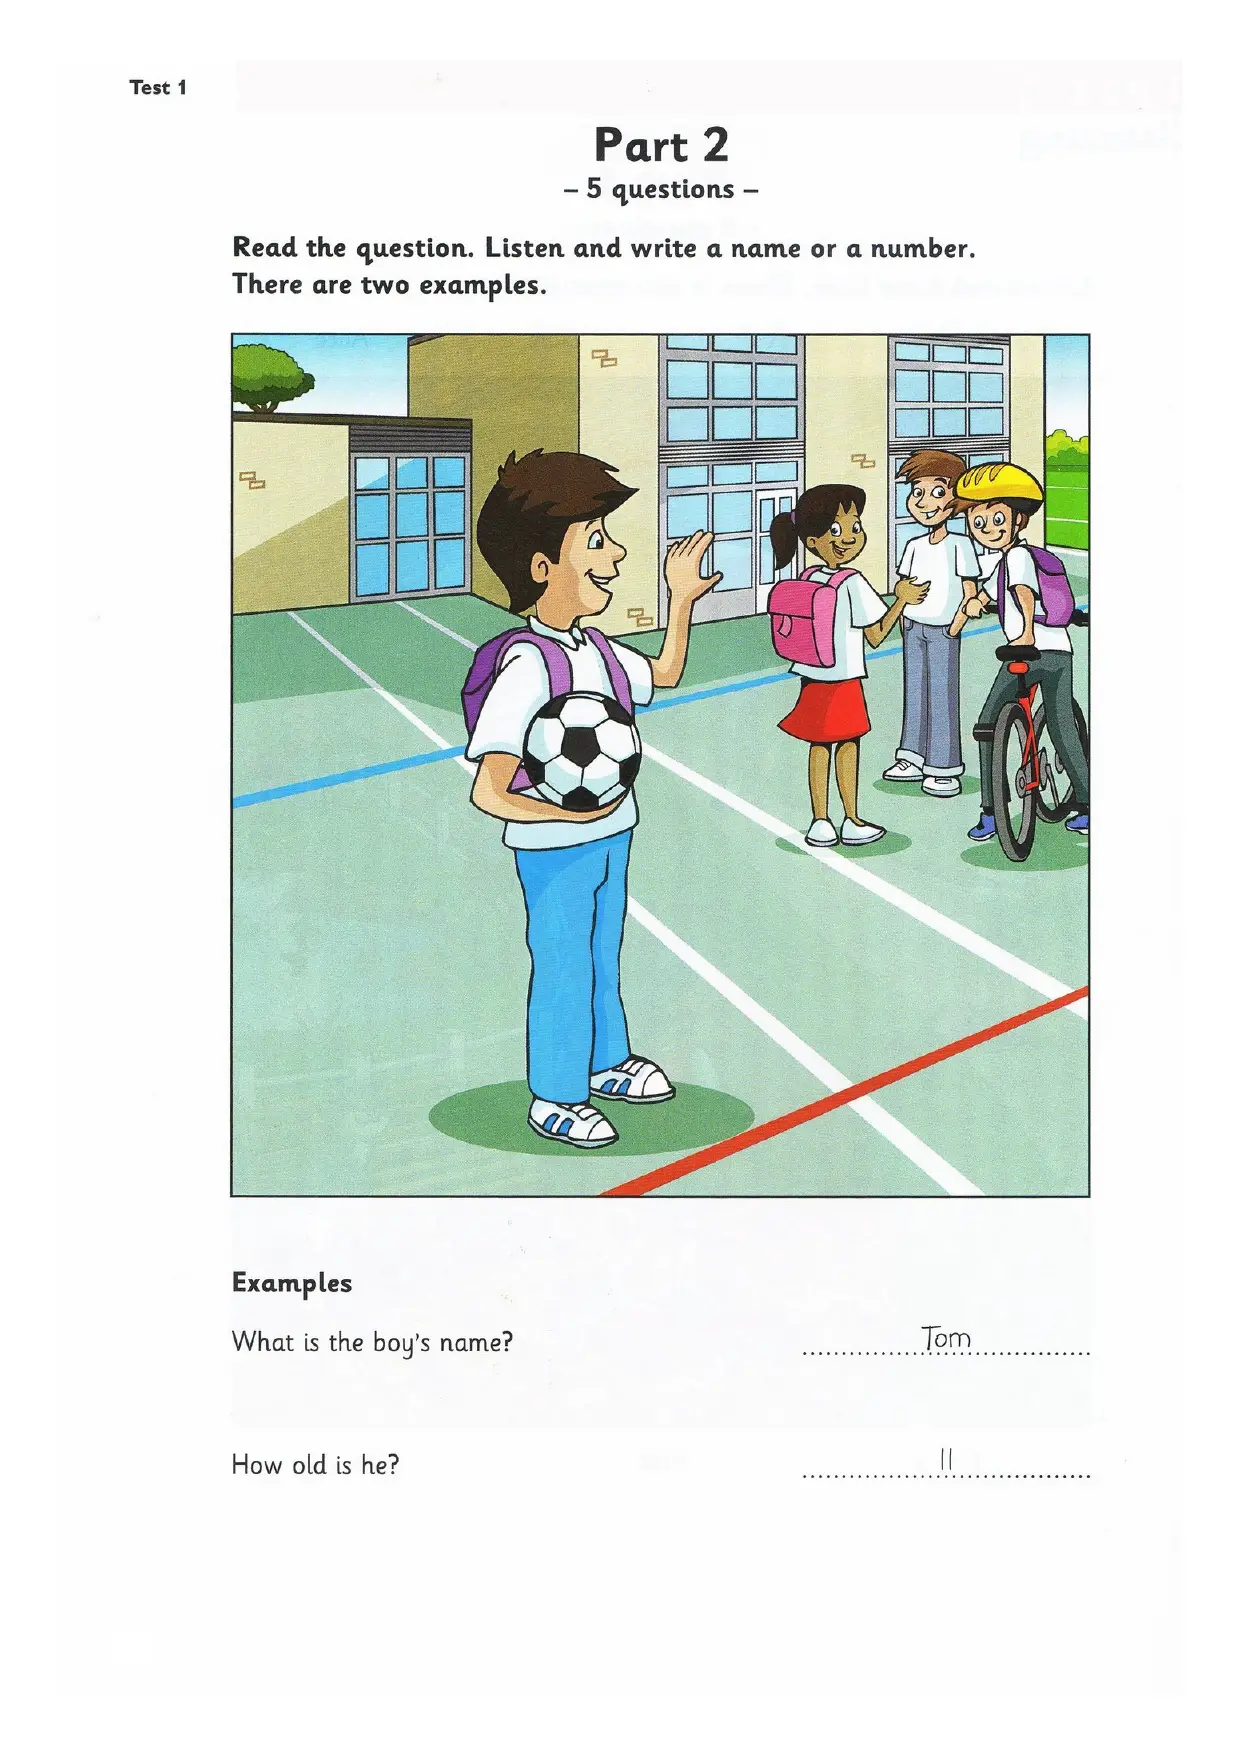 Test 1
Part 2
– 5 questions –
Read the question. Listen and write a name or a number.
There are two examples.
Examples
What is the boy's name? Tom
How old is he? 11